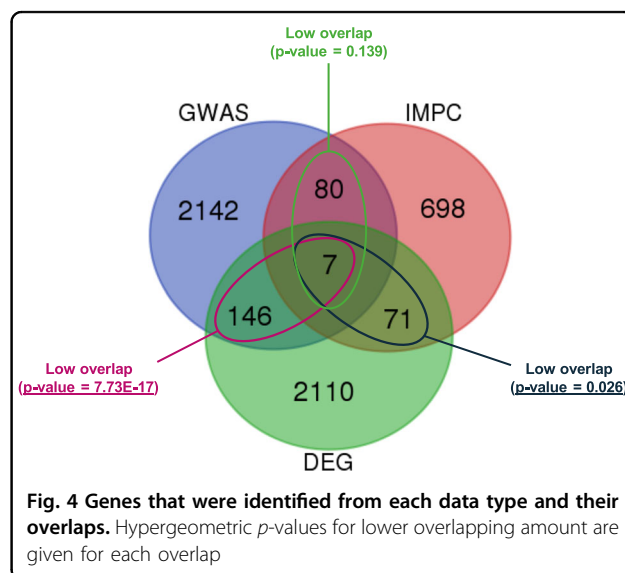 Low overlap
(p-value = 0.139)
GWAS
IMPC
80
2142
698
7
146
71
Low overlap
(p-value = 7.73E-17)
Low overlap
(p-value = 0.026)
2110
DEG
Fig. 4 Genes that were identified from each data type and their
overlaps. Hypergeometric p-values for lower overlapping amount are
given for each overlap